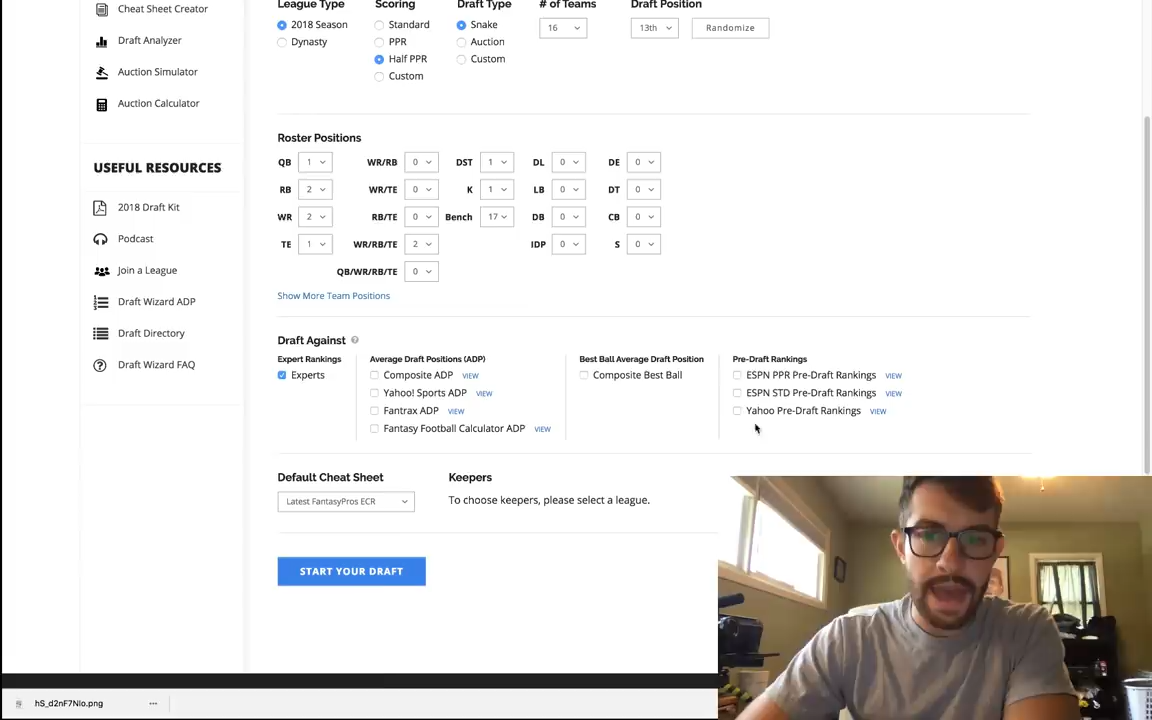 Cheat Sheet Creator
Draft Analyzer
Auction Simulator
Auction Calculator
USEFUL RESOURCES
2018 Draft Kit
Podcast
Join a League
Draft Wizard ADP
Draft Directory
Draft Wizard FAQ
League Type
2018 Season
Dynasty
Scoring
Standard
PPR
Half PPR
Custom
Draft Type
Snake
Auction
Custom
# of Teams
16
Draft Position
13th
Randomize
Roster Positions
QB 1 WR/RB 0 DST 1 DL 0 DE 0
RB 2 WR/TE 0 K 1 LB 0 DT 0
WR 2 RB/TE 0 Bench 17 DB 0 CB 0
TE 1 WR/RB/TE 2 IDP 0 S 0
QB/WR/RB/TE 0
Show More Team Positions
Draft Against ?
Expert Rankings
Experts
Average Draft Positions (ADP)
Composite ADP VIEW
Yahoo! Sports ADP VIEW
Fantrax ADP VIEW
Fantasy Football Calculator ADP VIEW
Best Ball Average Draft Position
Composite Best Ball
Pre-Draft Rankings
ESPN PPR Pre-Draft Rankings VIEW
ESPN STD Pre-Draft Rankings VIEW
Yahoo Pre-Draft Rankings VIEW
Default Cheat Sheet
Latest FantasyPros ECR
Keepers
To choose keepers, please select a league.
START YOUR DRAFT
hS_d2nF7NIo.png